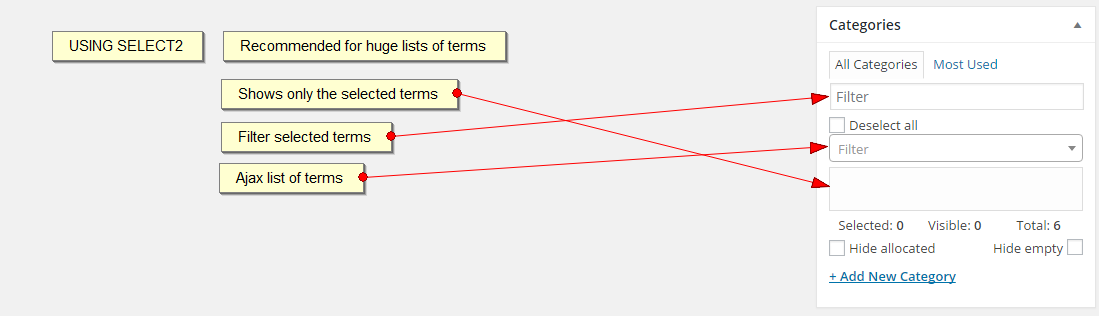 USING SELECT2
Recommended for huge lists of terms
Shows only the selected terms
Filter selected terms
Ajax list of terms
Categories
All Categories
Most Used
Filter
Deselect all
Filter
Selected: 0
Visible: 0
Total: 6
Hide allocated
Hide empty
+ Add New Category